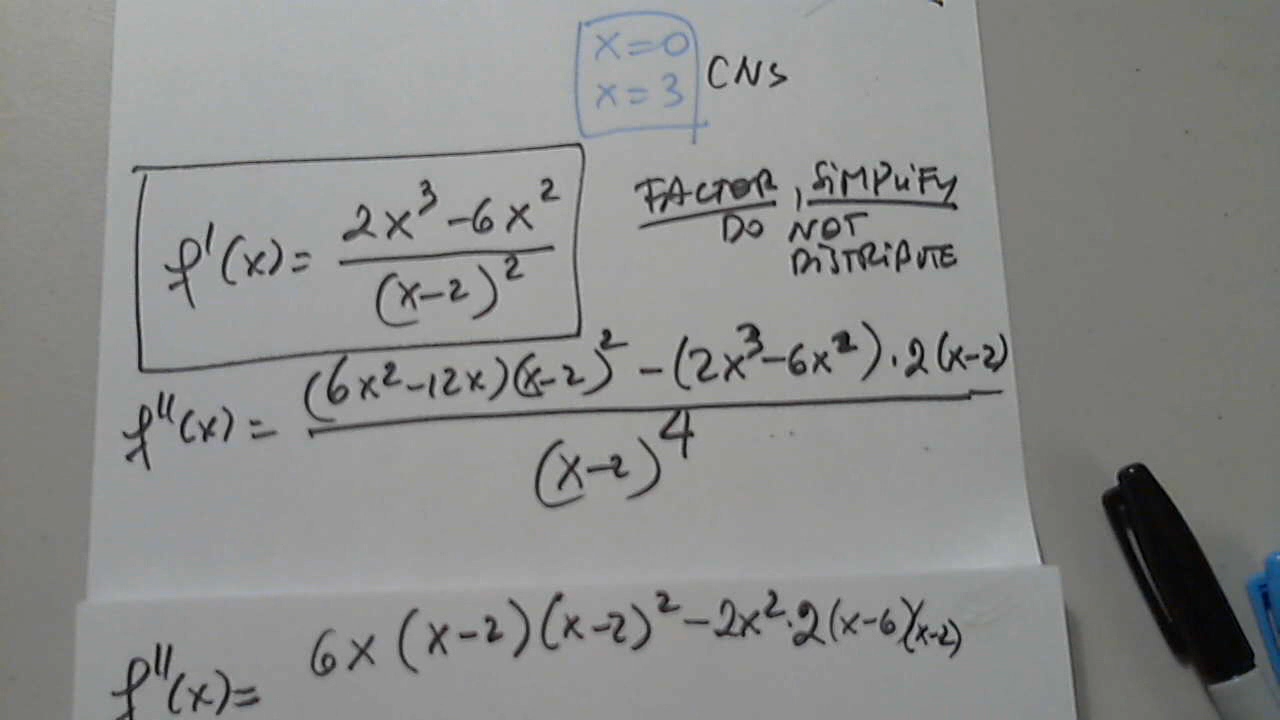 x=0
x=3 CNs
f'(x)= (2x³-6x²)/(x-2)²
FACTOR, SiMPLiFY
DO NOT
DiSTRiBUTE
f''(x)= ((6x²-12x)(x-2)² -(2x³-6x²)·2(x-2))/(x-2)⁴
f''(x)= 6x(x-2)(x-2)²-2x²·2(x-6)(x-2)